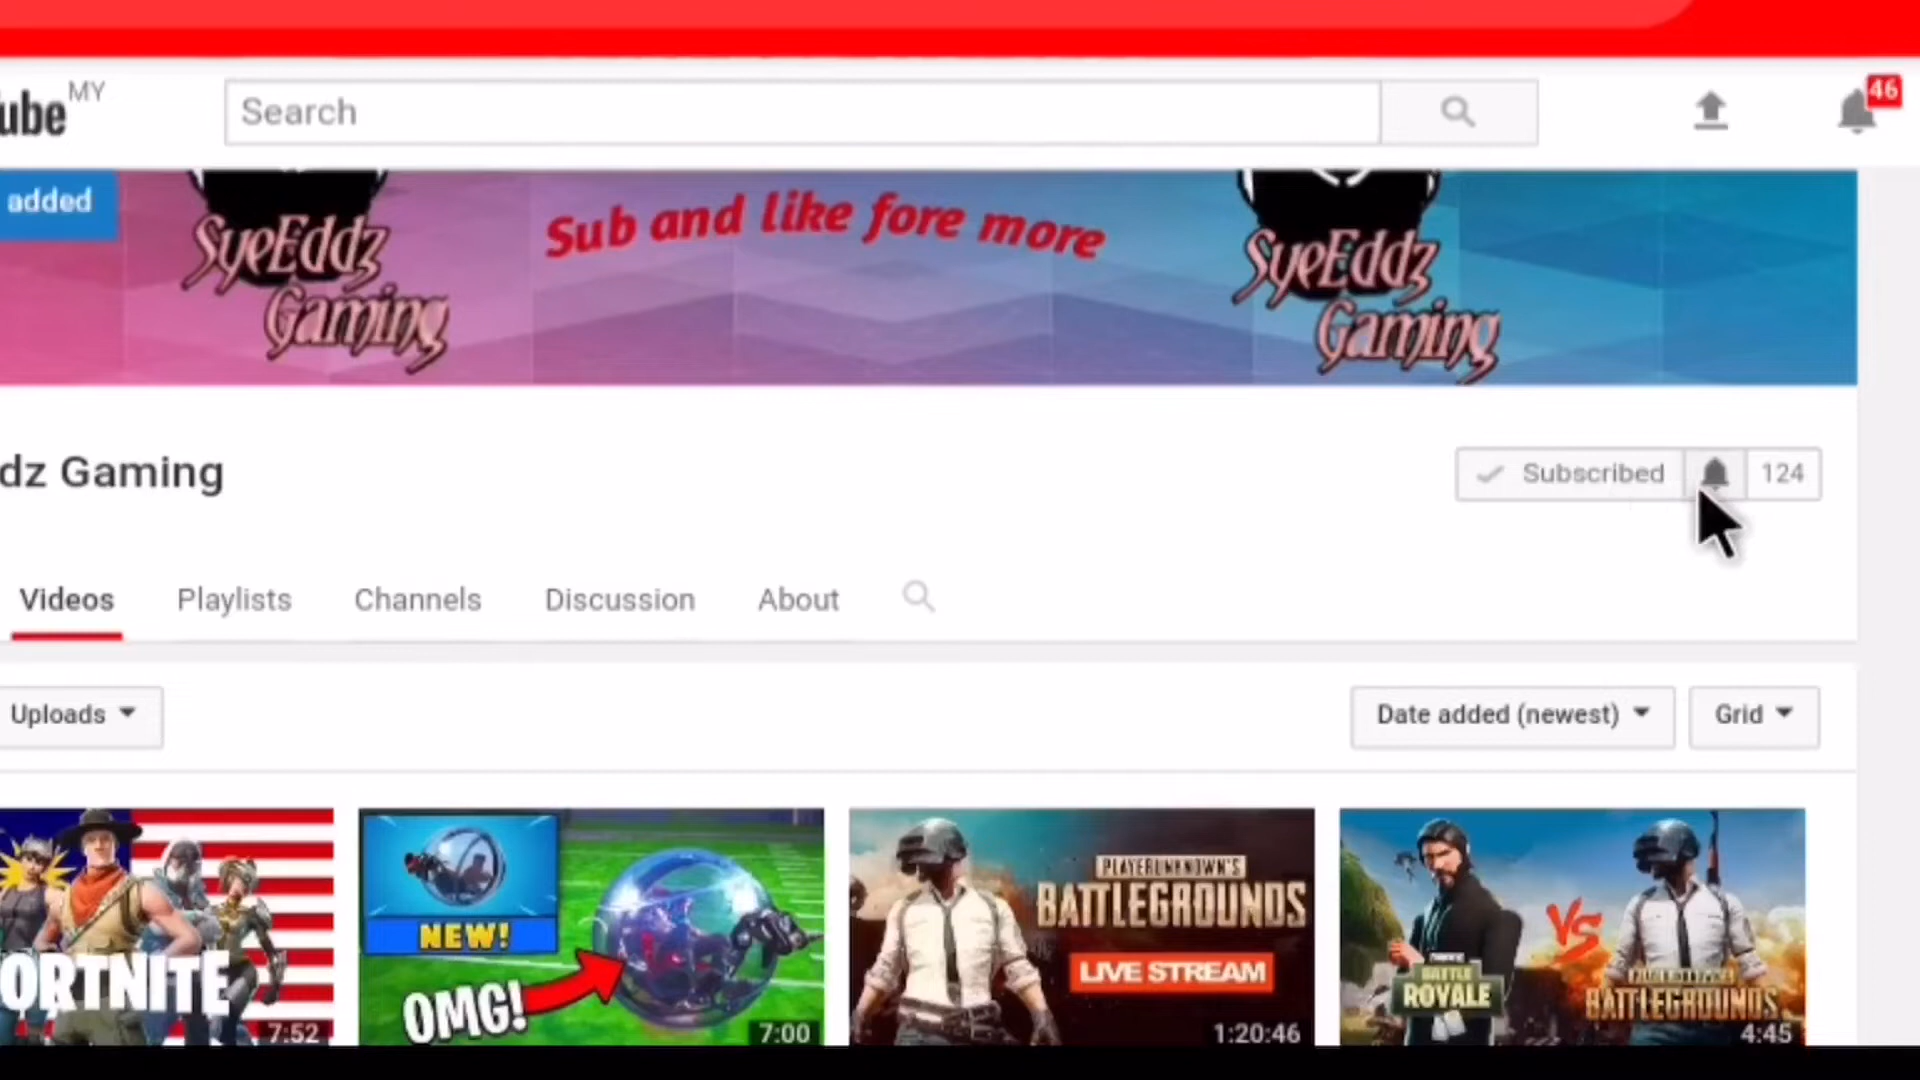 ube MY
Search
46
added
SyeEddz
Gaming
Sub and like fore more
SyeEddz
Gaming
dz Gaming
Subscribed
124
Videos
Playlists
Channels
Discussion
About
Uploads
Date added (newest)
Grid
ORTNITE
7:52
NEW!
OMG!
7:00
PLAYERUNKNOWN'S
BATTLEGROUNDS
LIVE STREAM
1:20:46
BATTLE
ROYALE
VS
BATTLEGROUNDS
4:45